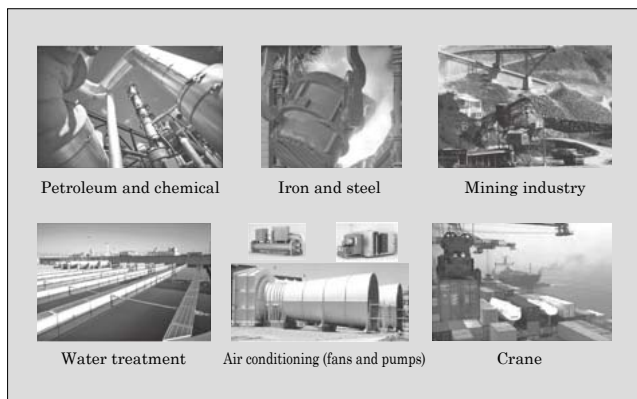 Petroleum and chemical
Iron and steel
Mining industry
Water treatment
Air conditioning (fans and pumps)
Crane